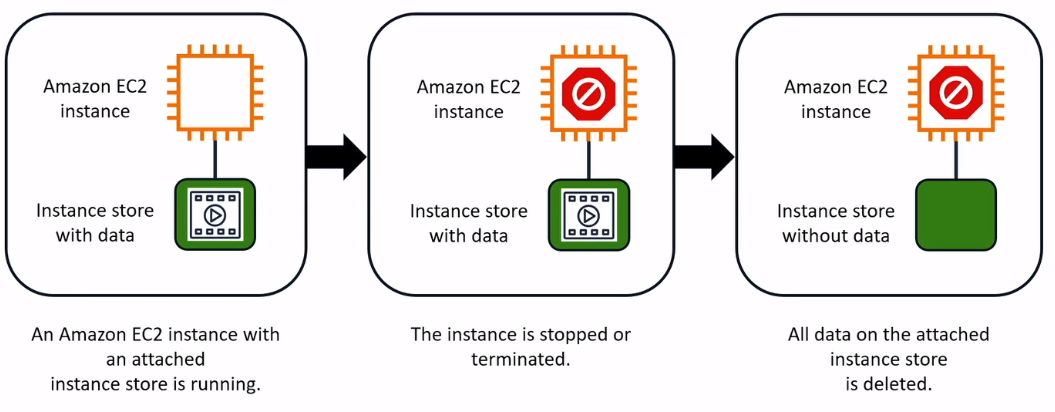 Amazon EC2
instance
Instance store
with data
An Amazon EC2 instance with
an attached
instance store is running.
Amazon EC2
instance
Instance store
with data
The instance is stopped or
terminated.
Amazon EC2
instance
Instance store
without data
All data on the attached
instance store
is deleted.